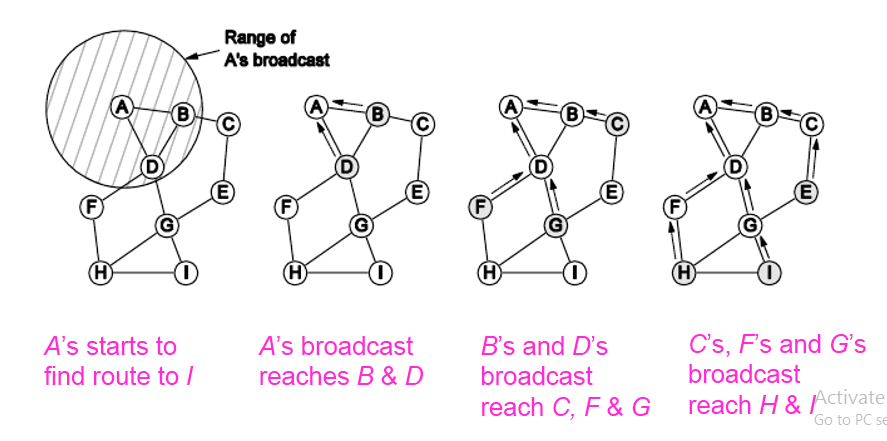 Range of
A's broadcast
A
B
C
D
E
F
G
H
I
A
B
C
D
E
F
G
H
I
A
B
C
D
E
F
G
H
I
A
B
C
D
E
F
G
H
I
A's starts to
find route to I
A's broadcast
reaches B & D
B's and D's
broadcast
reach C, F & G
C's, F's and G's
broadcast
reach H & I
Activate
Go to PC se